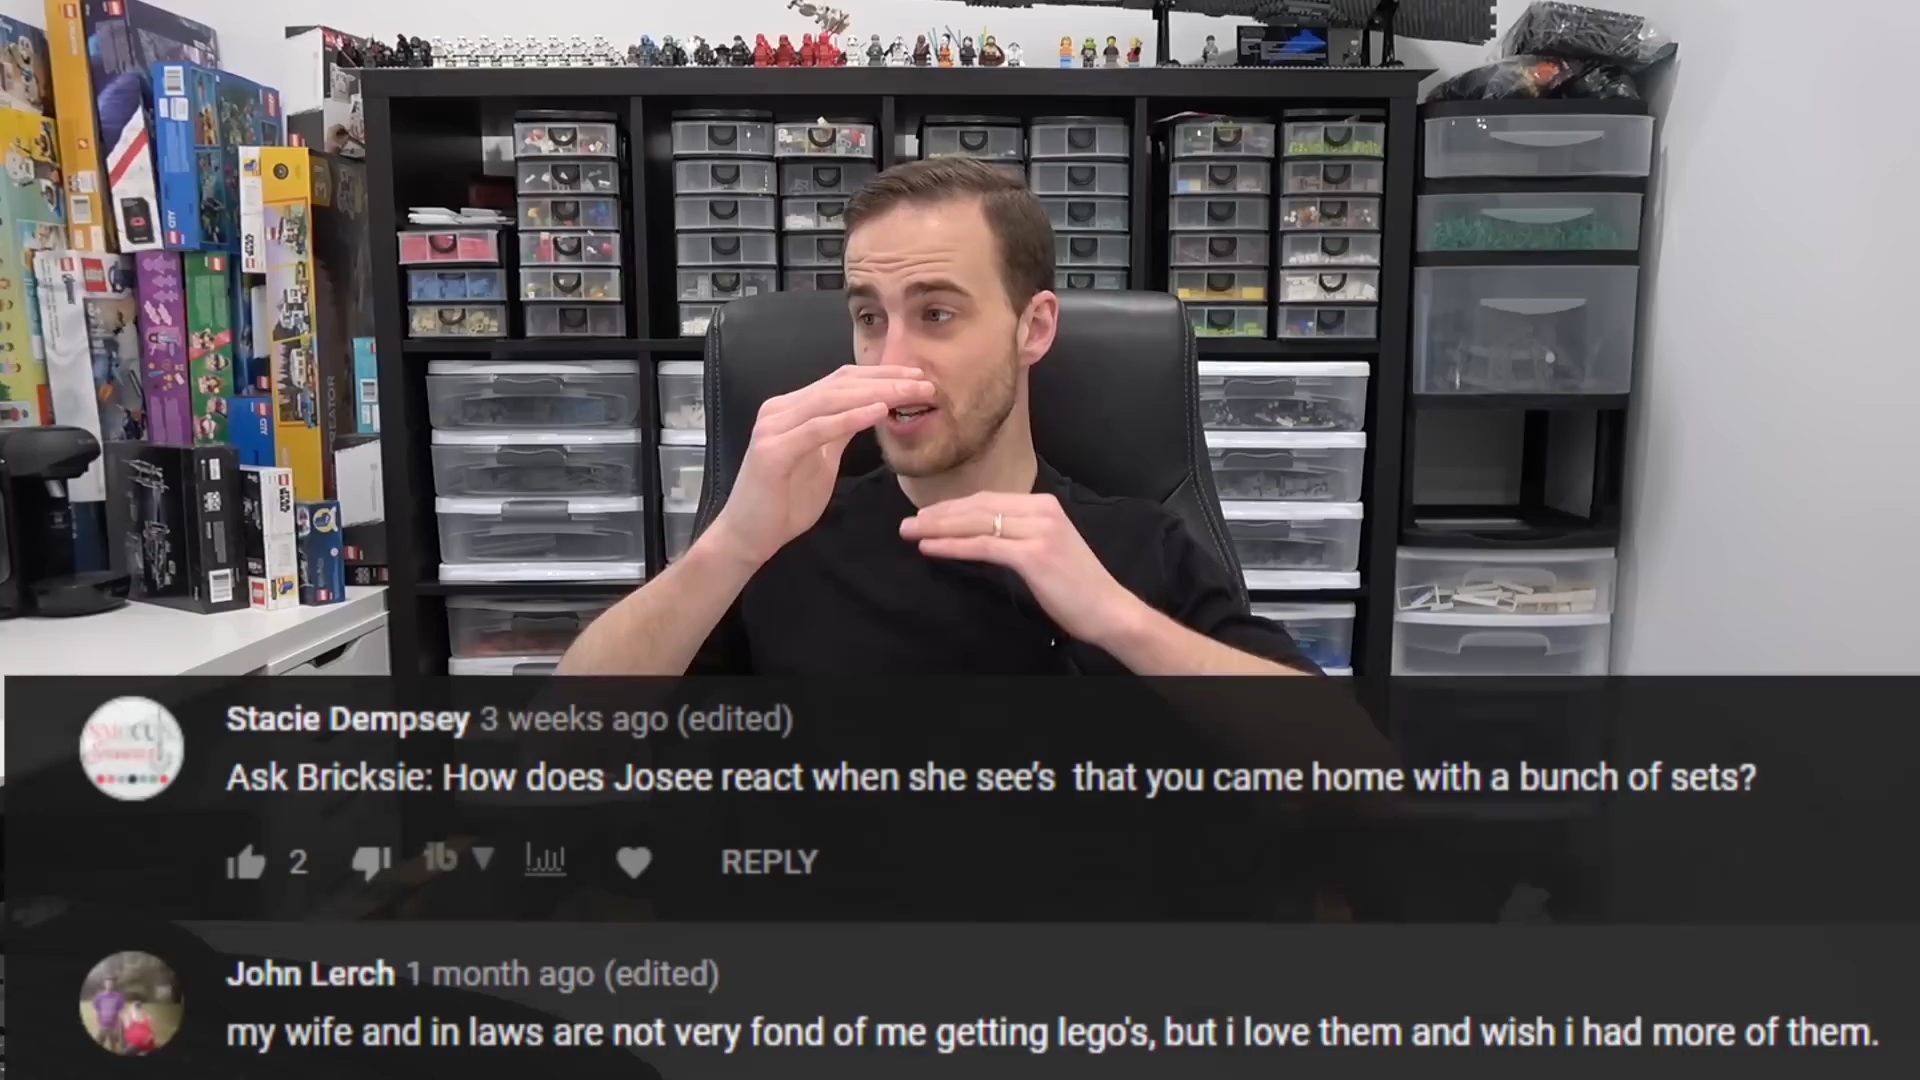 Stacie Dempsey 3 weeks ago (edited)
Ask Bricksie: How does Josee react when she see's that you came home with a bunch of sets?
2 REPLY
John Lerch 1 month ago (edited)
my wife and in laws are not very fond of me getting lego's, but i love them and wish i had more of them.
CITY
CREATOR